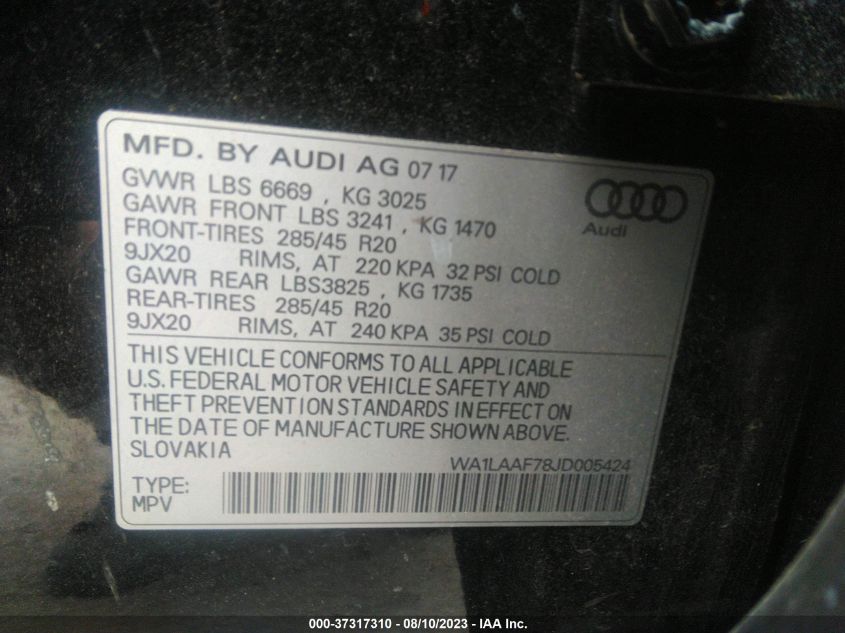 MFD. BY AUDI AG 07 17
GVWR LBS 6669 , KG 3025
GAWR FRONT LBS 3241 , KG 1470
FRONT-TIRES 285/45 R20
9JX20 RIMS, AT 220 KPA 32 PSI COLD
GAWR REAR LBS3825 , KG 1735
REAR-TIRES 285/45 R20
9JX20 RIMS, AT 240 KPA 35 PSI COLD
Audi
THIS VEHICLE CONFORMS TO ALL APPLICABLE
U.S. FEDERAL MOTOR VEHICLE SAFETY AND
THEFT PREVENTION STANDARDS IN EFFECT ON
THE DATE OF MANUFACTURE SHOWN ABOVE.
SLOVAKIA
WA1LAAF78JD005424
TYPE:
MPV
000-37317310 - 08/10/2023 - IAAI.com.